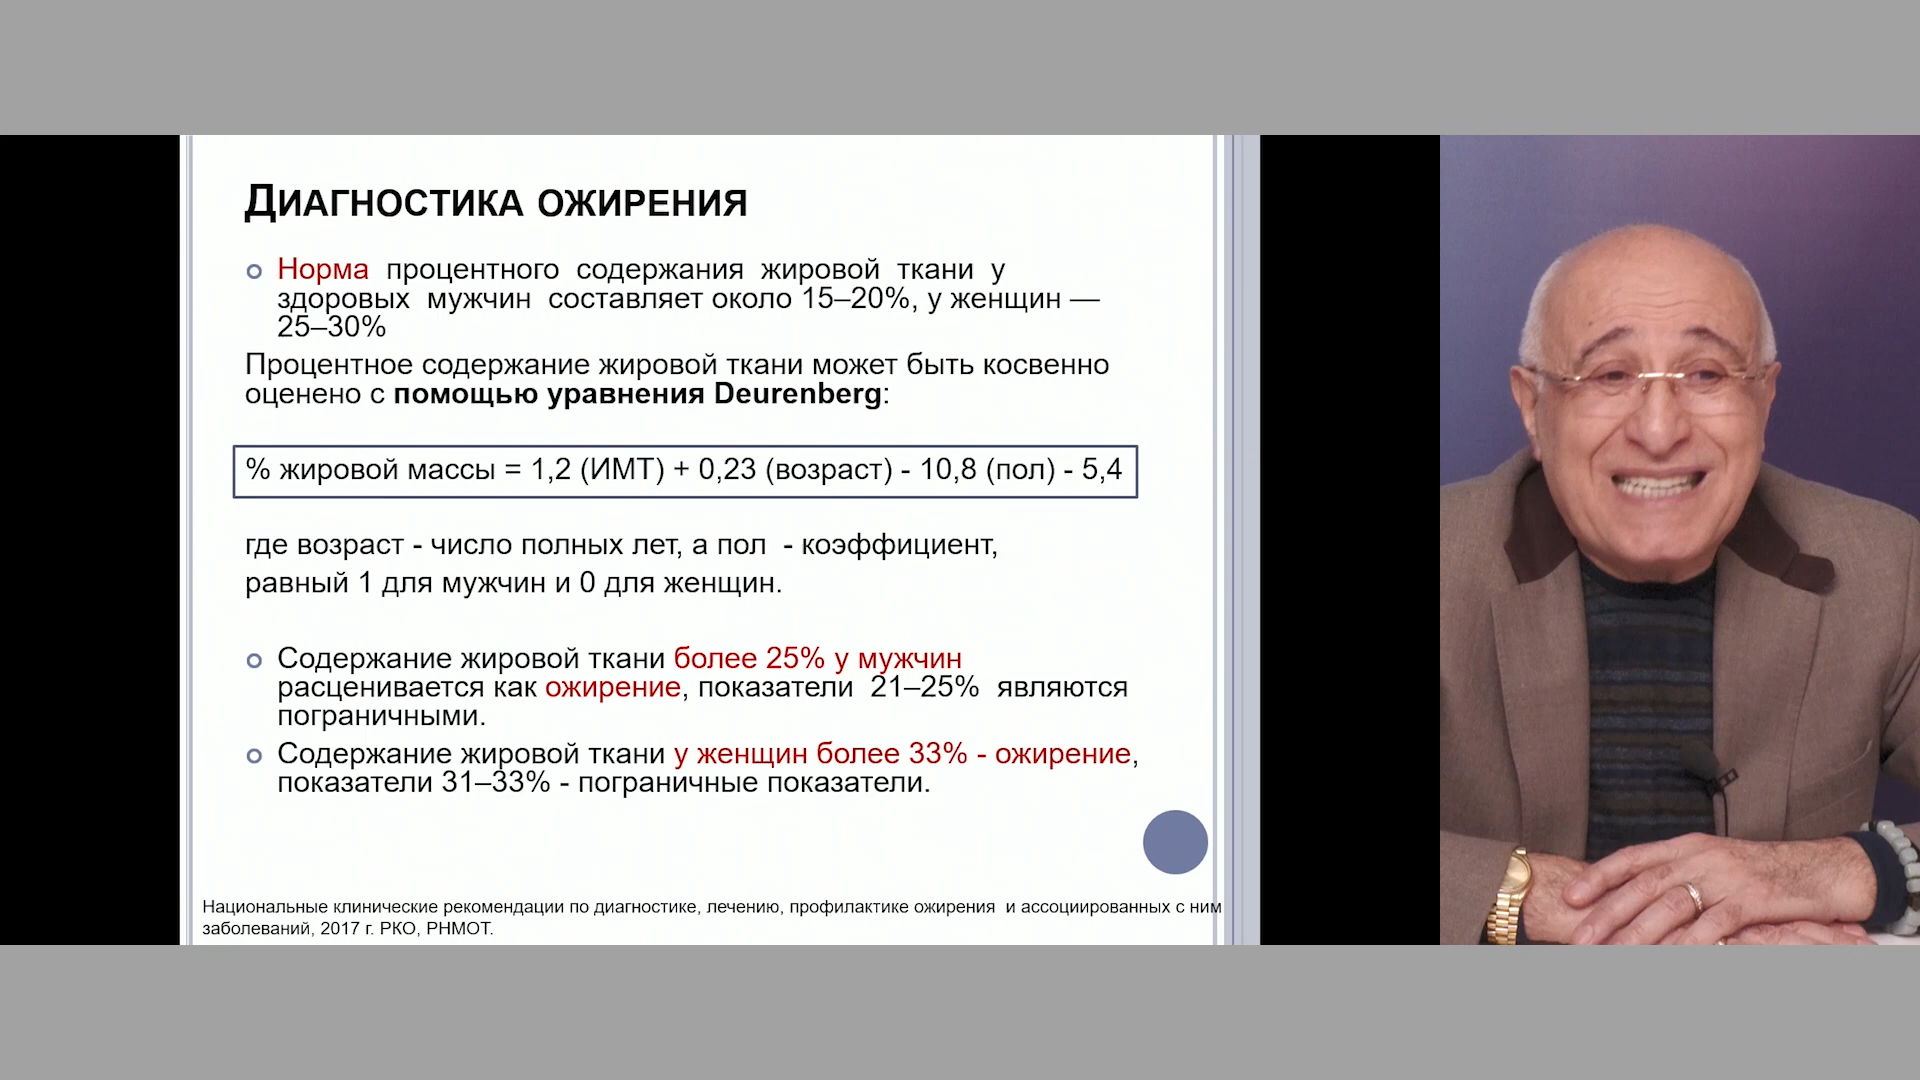 ДИАГНОСТИКА ОЖИРЕНИЯ
Норма процентного содержания жировой ткани у
здоровых мужчин составляет около 15–20%, у женщин —
25–30%
Процентное содержание жировой ткани может быть косвенно
оценено с помощью уравнения Deurenberg:
% жировой массы = 1,2 (ИМТ) + 0,23 (возраст) - 10,8 (пол) - 5,4
где возраст - число полных лет, а пол - коэффициент,
равный 1 для мужчин и 0 для женщин.
Содержание жировой ткани более 25% у мужчин
расценивается как ожирение, показатели 21–25% являются
пограничными.
Содержание жировой ткани у женщин более 33% - ожирение,
показатели 31–33% - пограничные показатели.
Национальные клинические рекомендации по диагностике, лечению, профилактике ожирения и ассоциированных с ним
заболеваний, 2017 г. РКО, РНМОТ.